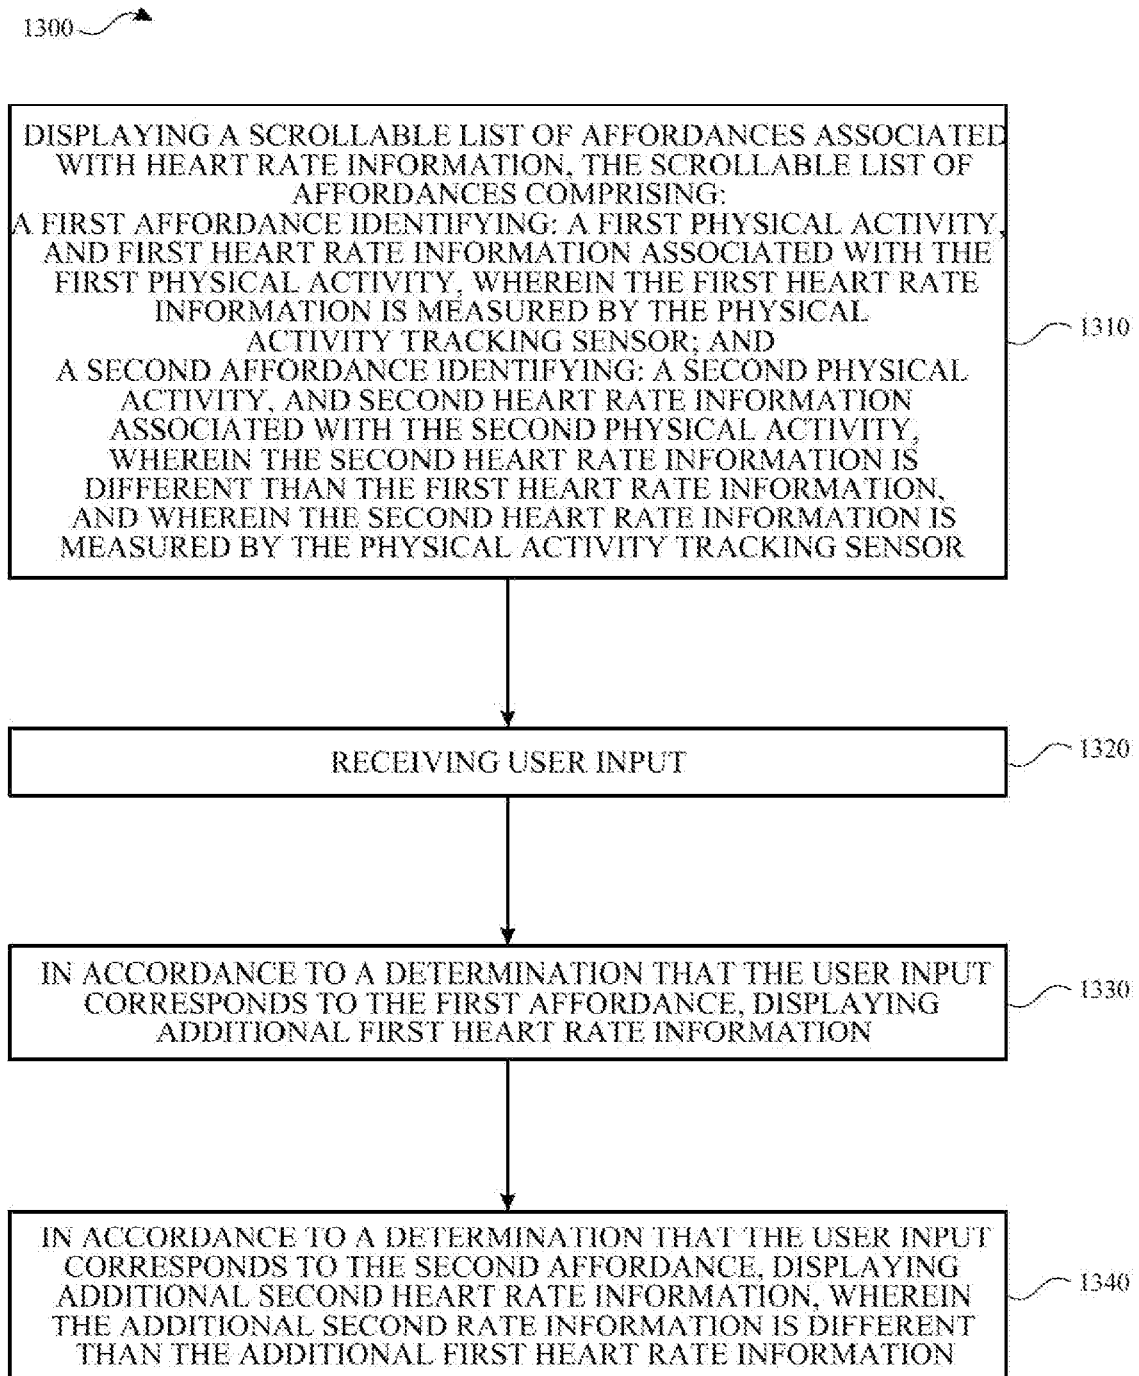 1300
DISPLAYING A SCROLLABLE LIST OF AFFORDANCES ASSOCIATED
WITH HEART RATE INFORMATION, THE SCROLLABLE LIST OF
AFFORDANCES COMPRISING:
A FIRST AFFORDANCE IDENTIFYING: A FIRST PHYSICAL ACTIVITY,
AND FIRST HEART RATE INFORMATION ASSOCIATED WITH THE
FIRST PHYSICAL ACTIVITY, WHEREIN THE FIRST HEART RATE
INFORMATION IS MEASURED BY THE PHYSICAL
ACTIVITY TRACKING SENSOR; AND
A SECOND AFFORDANCE IDENTIFYING: A SECOND PHYSICAL
ACTIVITY, AND SECOND HEART RATE INFORMATION
ASSOCIATED WITH THE SECOND PHYSICAL ACTIVITY,
WHEREIN THE SECOND HEART RATE INFORMATION IS
DIFFERENT THAN THE FIRST HEART RATE INFORMATION,
AND WHEREIN THE SECOND HEART RATE INFORMATION IS
MEASURED BY THE PHYSICAL ACTIVITY TRACKING SENSOR
1310
RECEIVING USER INPUT
1320
IN ACCORDANCE TO A DETERMINATION THAT THE USER INPUT
CORRESPONDS TO THE FIRST AFFORDANCE, DISPLAYING
ADDITIONAL FIRST HEART RATE INFORMATION
1330
IN ACCORDANCE TO A DETERMINATION THAT THE USER INPUT
CORRESPONDS TO THE SECOND AFFORDANCE, DISPLAYING
ADDITIONAL SECOND HEART RATE INFORMATION, WHEREIN
THE ADDITIONAL SECOND RATE INFORMATION IS DIFFERENT
THAN THE ADDITIONAL FIRST HEART RATE INFORMATION
1340